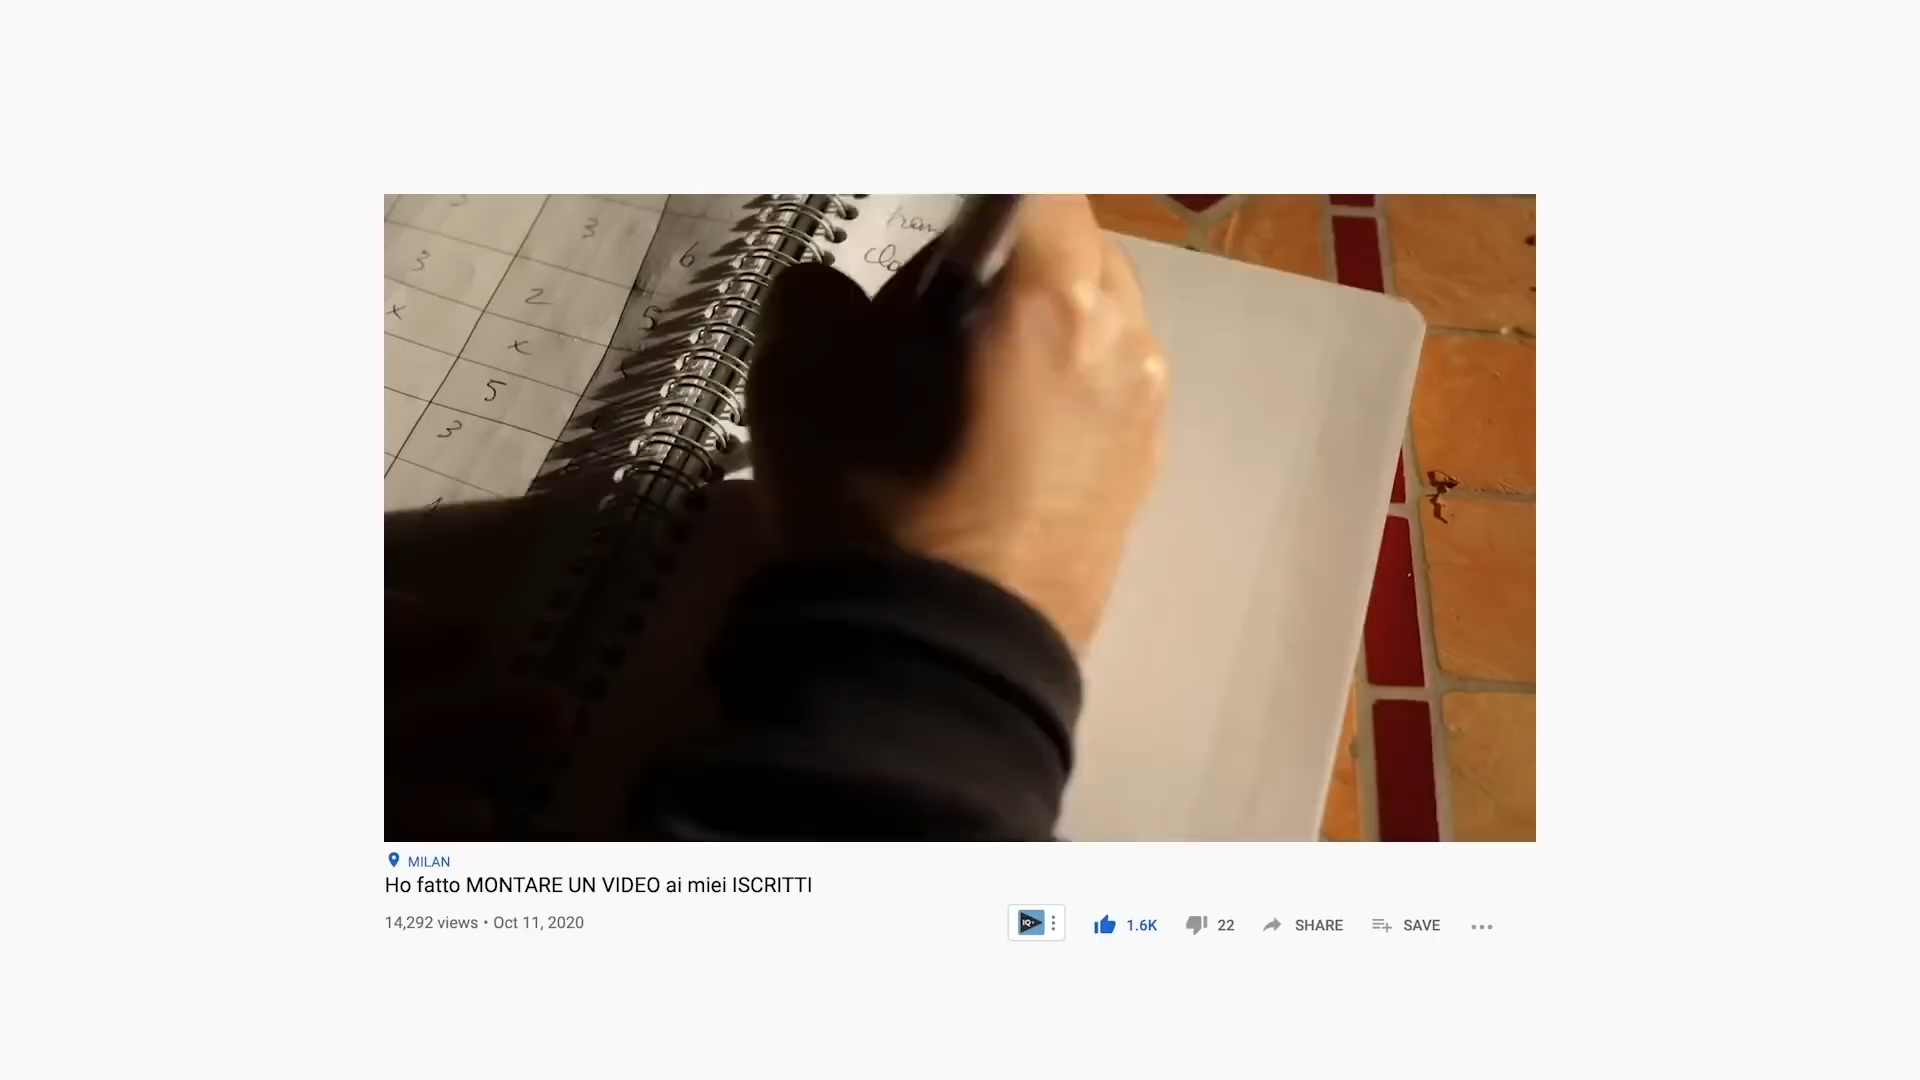 3
6
3
2
5
x
x
5
3
MILAN
Ho fatto MONTARE UN VIDEO ai miei ISCRITTI
14,292 views • Oct 11, 2020
IQ+
1.6K
22
SHARE
SAVE